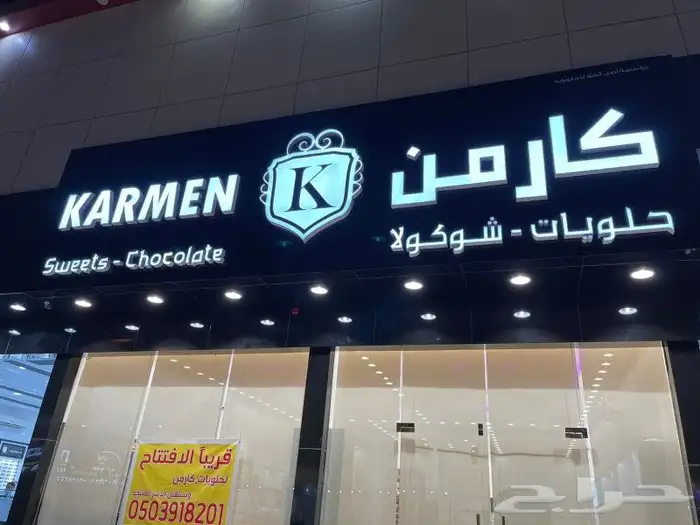 KARMEN
K
كارمن
Sweets - Chocolate
حلويات - شوكولا
قريباً الافتتاح
لحلويات كارمن
0503918201
حراج